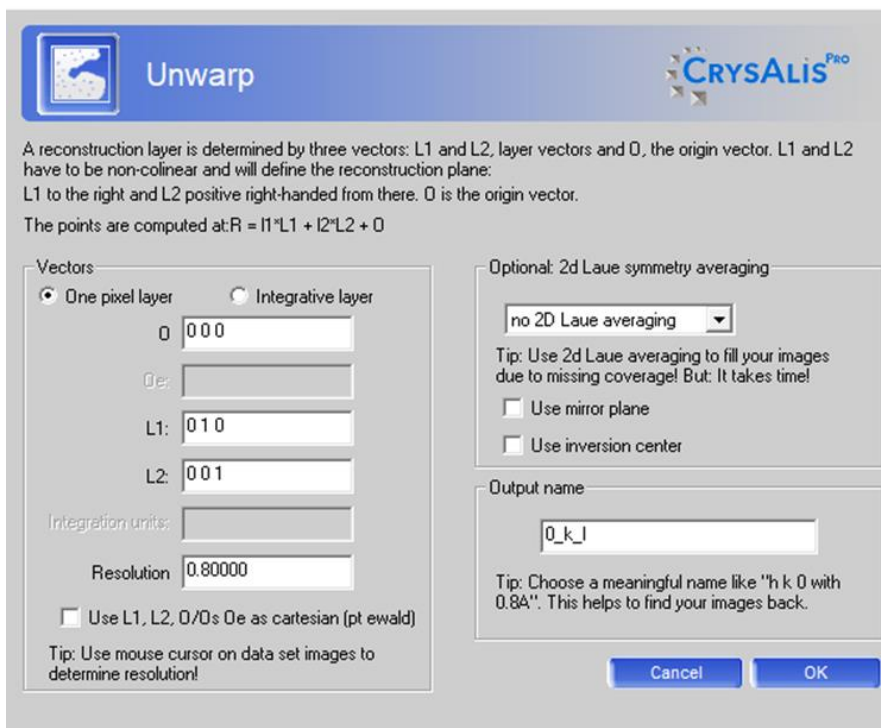 Unwarp
CRYSALIS PRO
A reconstruction layer is determined by three vectors: L1 and L2, layer vectors and O, the origin vector. L1 and L2
have to be non-colinear and will define the reconstruction plane:
L1 to the right and L2 positive right-handed from there. O is the origin vector.
The points are computed at:R = l1*L1 + l2*L2 + O
Vectors
One pixel layer
Integrative layer
O
0 0 0
Oe:
L1:
0 1 0
L2:
0 0 1
Integration units:
Resolution
0.80000
Use L1, L2, O/Os Oe as cartesian (pt ewald)
Tip: Use mouse cursor on data set images to
determine resolution!
Optional: 2d Laue symmetry averaging
no 2D Laue averaging
Tip: Use 2d Laue averaging to fill your images
due to missing coverage! But: It takes time!
Use mirror plane
Use inversion center
Output name
0_k_l
Tip: Choose a meaningful name like "h k 0 with
0.8A". This helps to find your images back.
Cancel
OK